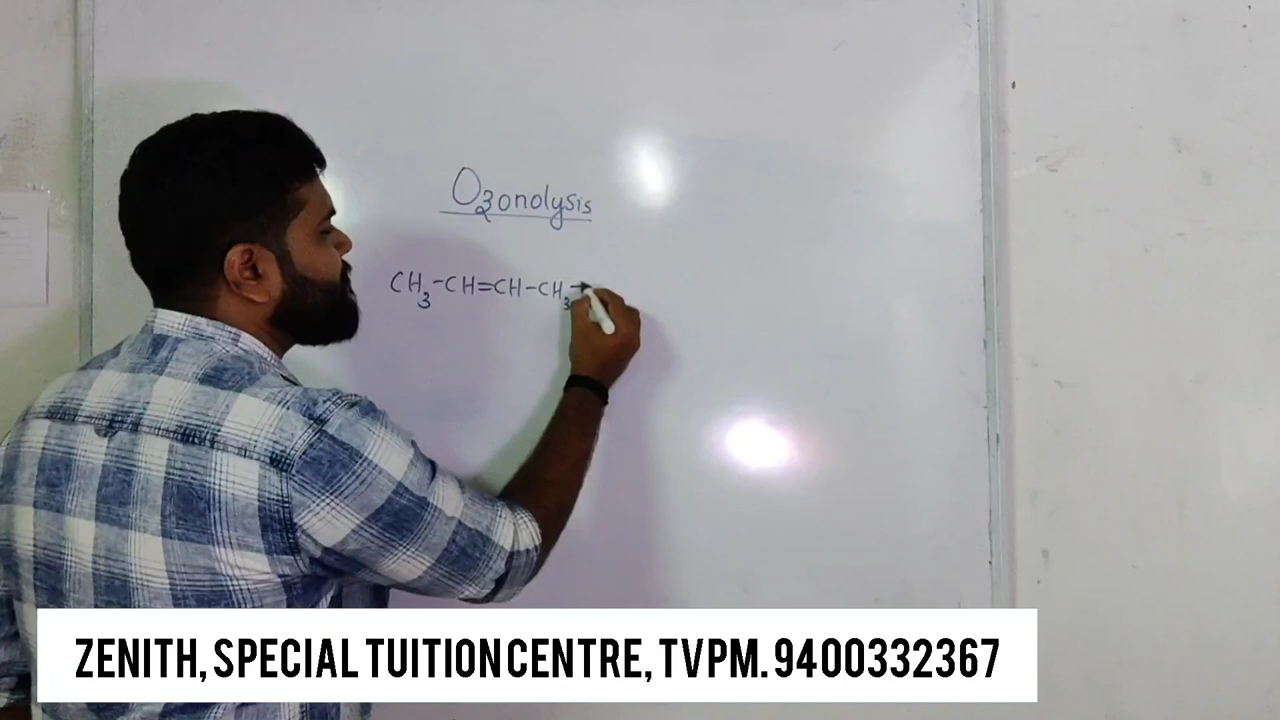 Ozonolysis
CH₃-CH=CH-CH₃→
ZENITH, SPECIAL TUITION CENTRE, TVPM. 9400332367